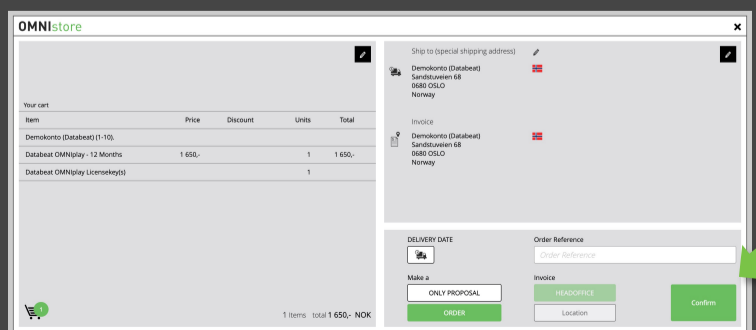 OMNIstore
Your cart
Item Price Discount Units Total
Demokonto (Databeat) (1-10),
Databeat OMNIplay - 12 Months 1 650,- 1 1 650,-
Databeat OMNIplay Licensekey(s) 1
1
1 Items total 1 650,- NOK
Ship to (special shipping address)
Demokonto (Databeat)
Sandstuveien 68
0680 OSLO
Norway
Invoice
Demokonto (Databeat)
Sandstuveien 68
0680 OSLO
Norway
DELIVERY DATE
Order Reference
Order Reference
Make a
ONLY PROPOSAL
ORDER
Invoice
HEADOFFICE
Location
Confirm